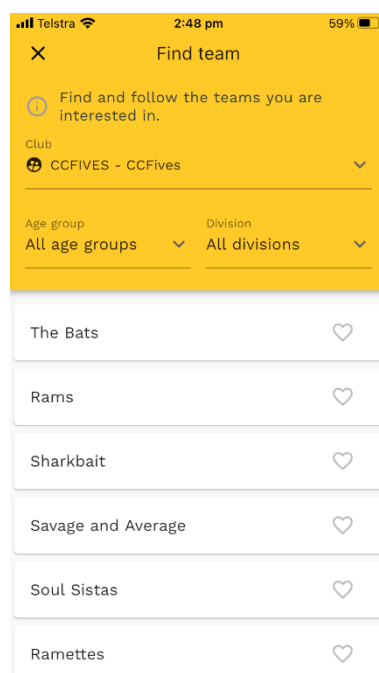 Telstra 2:48 pm 59%
Find team
Find and follow the teams you are
interested in.
Club
CCFIVES - CCFives
Age group Division
All age groups All divisions
The Bats
Rams
Sharkbait
Savage and Average
Soul Sistas
Ramettes